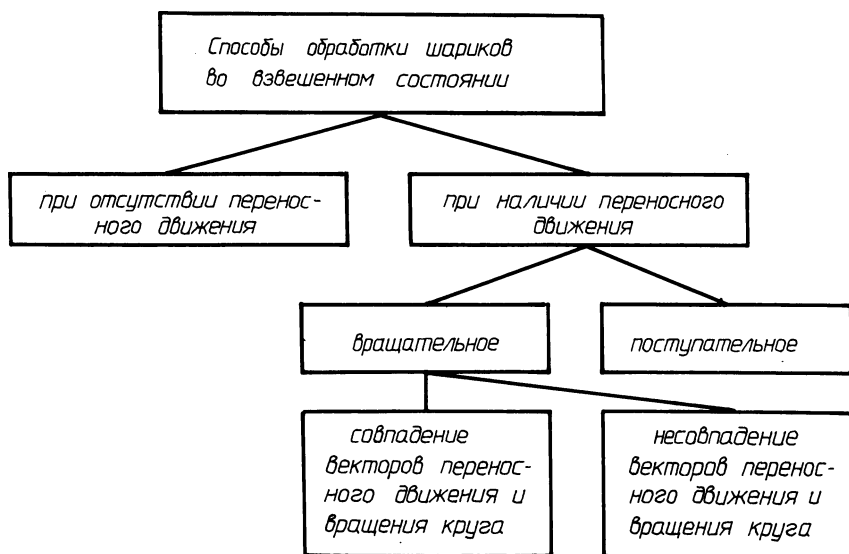 Способы обработки шариков
во взвешенном состоянии
при отсутствии перенос-
ного движения
при наличии переносного
движения
вращательное
поступательное
совпадение
векторов перенос-
ного движения и
вращения круга
несовпадение
векторов перенос-
ного движения и
вращения круга